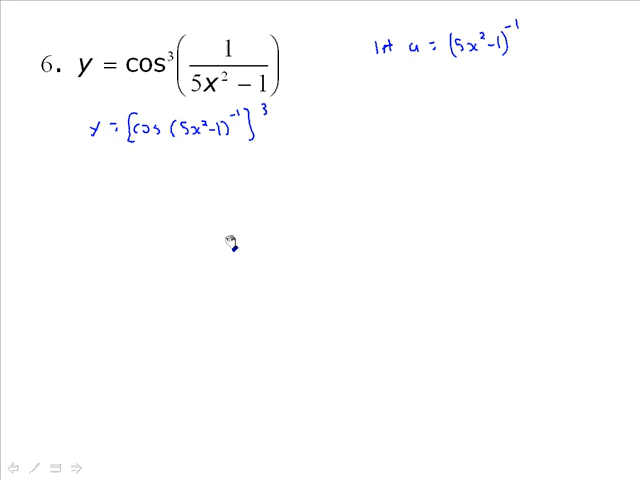 6. y = cos³(1/(5x² − 1))
let u = (5x²-1)⁻¹
y = [cos (5x²-1)⁻¹]³